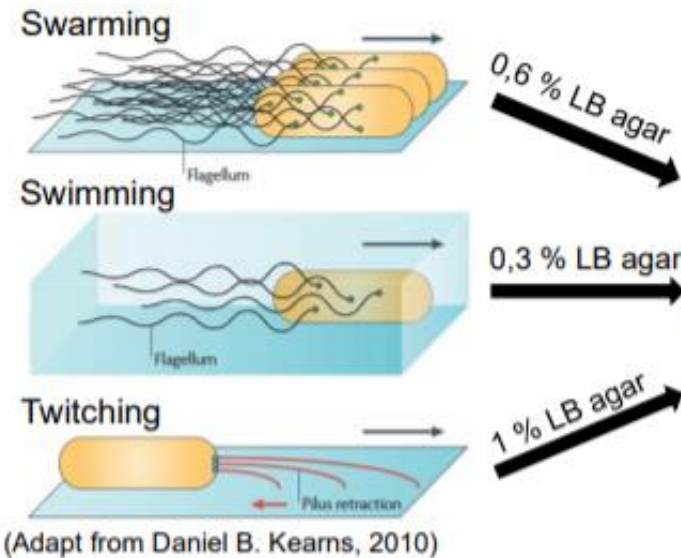 Swarming
0,6 % LB agar
Flagellum
Swimming
0,3 % LB agar
Flagellum
Twitching
1 % LB agar
Pilus retraction
(Adapt from Daniel B. Kearns, 2010)